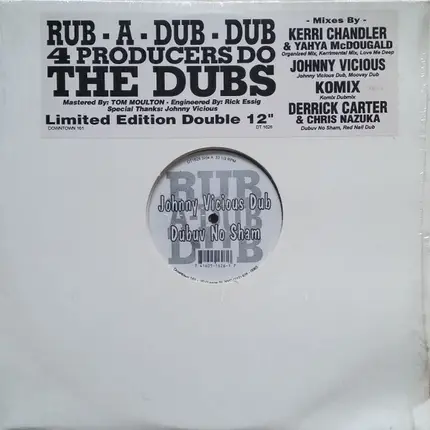 RUB - A - DUB - DUB
4 PRODUCERS DO
THE DUBS
Mastered By: TOM MOULTON - Engineered By: Rick Essig
Special Thanks: Johnny Vicious
Limited Edition Double 12"
DOWNTOWN 161
DT 1628
- Mixes By -
KERRI CHANDLER
& YAHYA McDOUGALD
Organized Mix, Kerrimental Mix, Love Me Deep
JOHNNY VICIOUS
Johnny Vicious Dub, Moovey Dub
KOMIX
Komix Dubmix
DERRICK CARTER
& CHRIS NAZUKA
Dubuv No Sham, Red Nail Dub
RUB
A-DUB
DUB
Johnny Vicious Dub
Dubuv No Sham